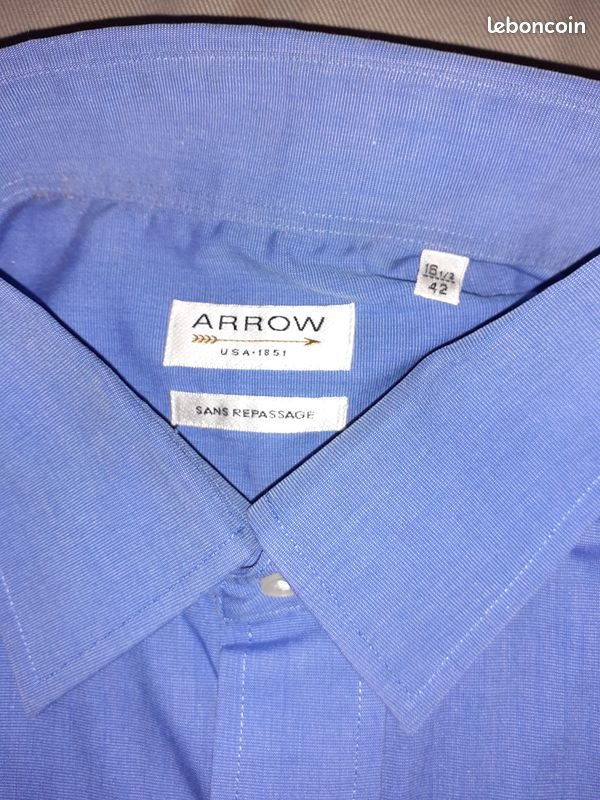 leboncoin
16 1/2
42
ARROW
USA·1851
SANS REPASSAGE